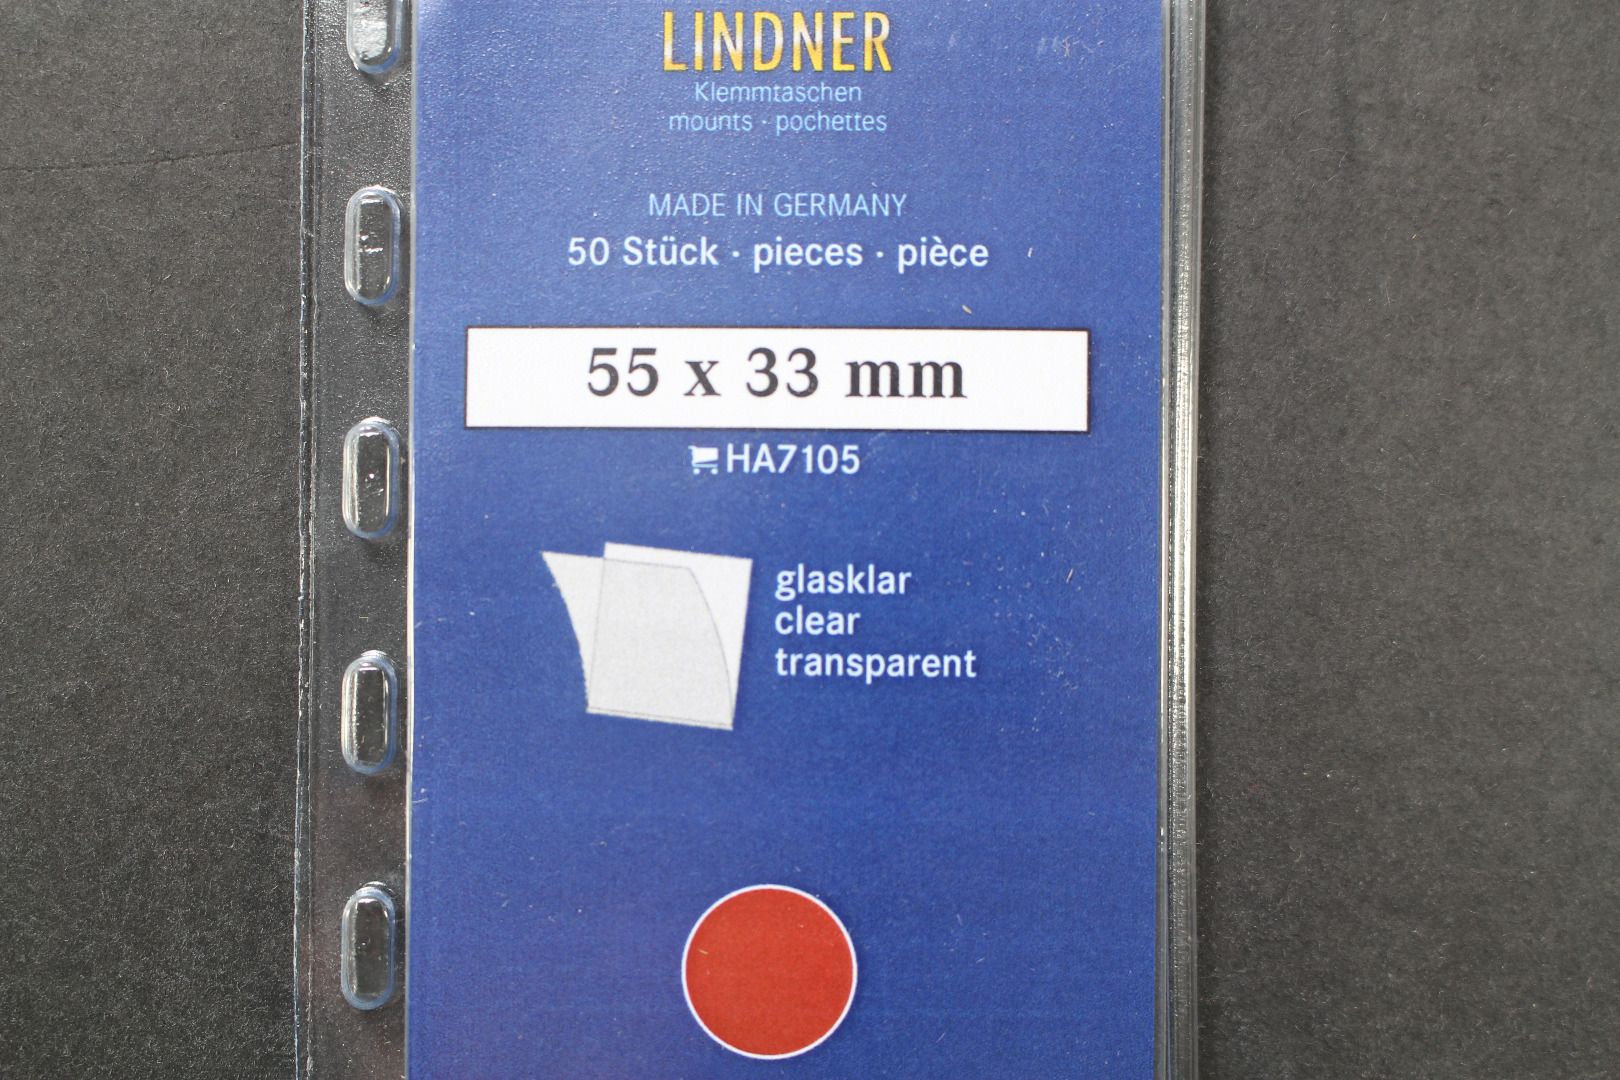 LINDNER
Klemmtaschen
mounts · pochettes
MADE IN GERMANY
50 Stück · pieces · pièce
55 x 33 mm
HA7105
glasklar
clear
transparent